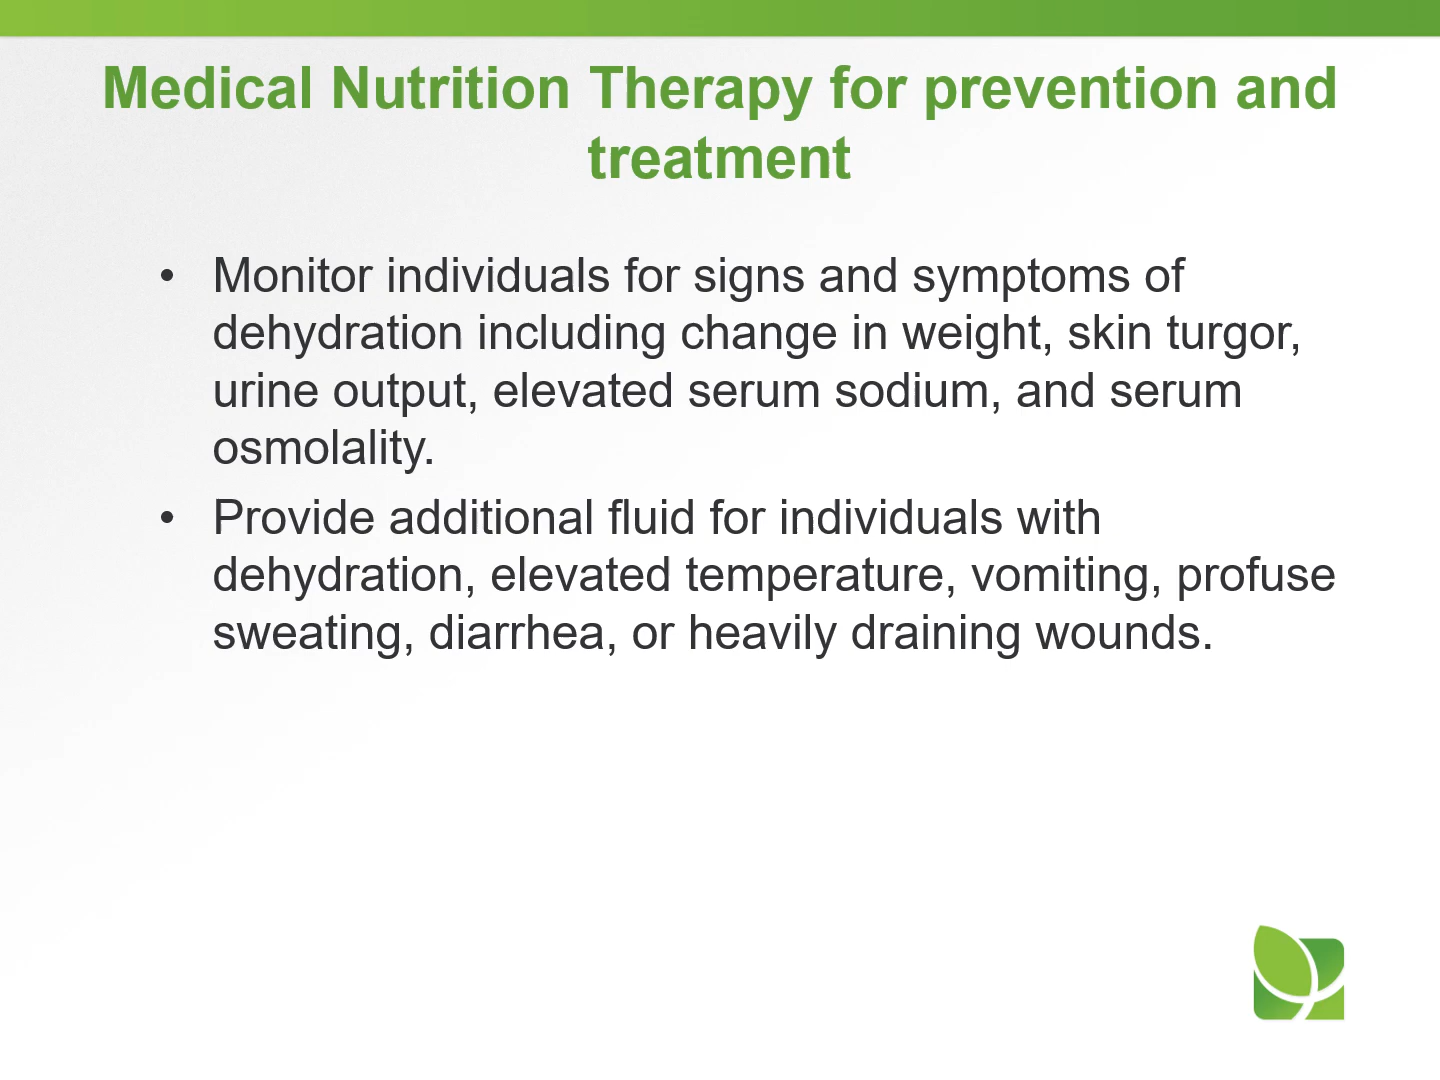 Medical Nutrition Therapy for prevention and
treatment
• Monitor individuals for signs and symptoms of
dehydration including change in weight, skin turgor,
urine output, elevated serum sodium, and serum
osmolality.
• Provide additional fluid for individuals with
dehydration, elevated temperature, vomiting, profuse
sweating, diarrhea, or heavily draining wounds.